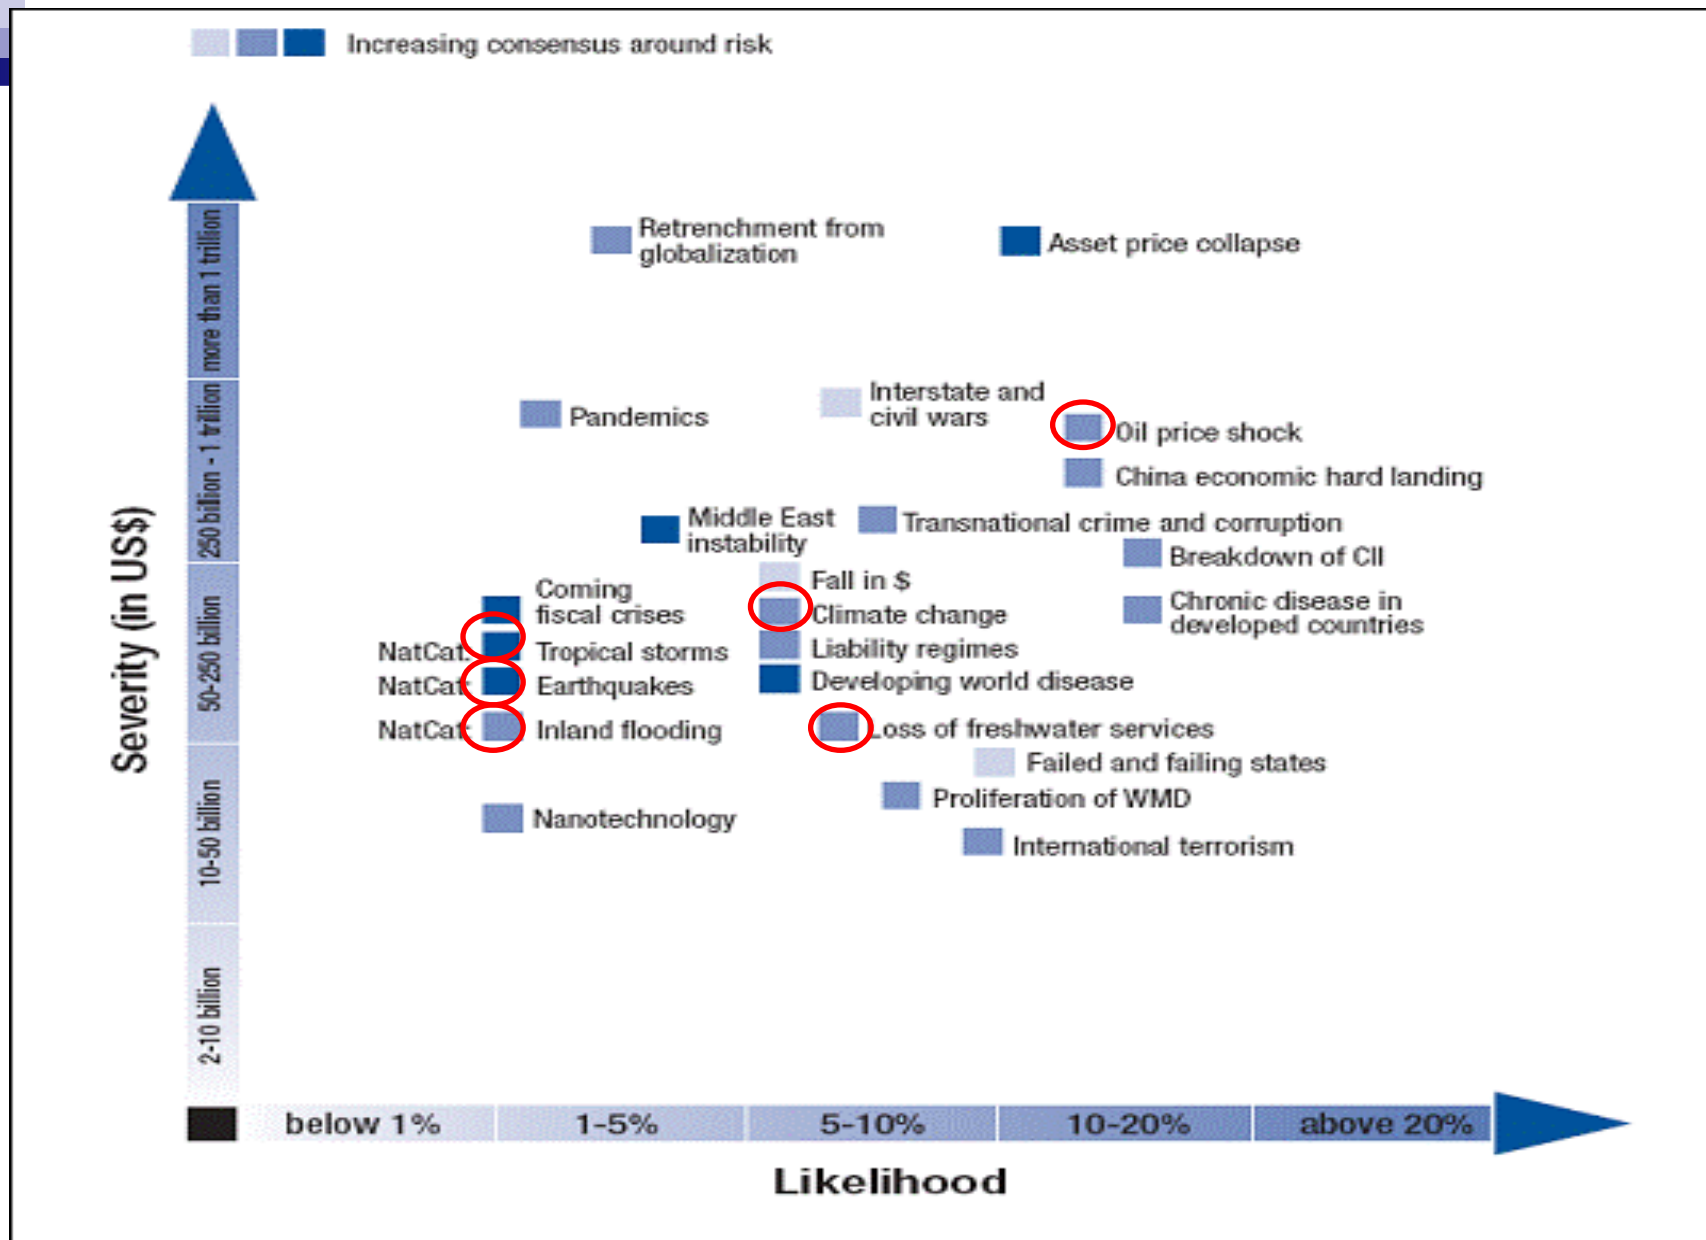 Increasing consensus around risk
Severity (in US$)
more than 1 trillion
250 billion - 1 trillion
50-250 billion
10-50 billion
2-10 billion
Retrenchment from
globalization
Asset price collapse
Pandemics
Interstate and
civil wars
Oil price shock
China economic hard landing
Middle East
instability
Transnational crime and corruption
Breakdown of CII
Coming
fiscal crises
Fall in $
Climate change
Chronic disease in
developed countries
NatCat: Tropical storms
Liability regimes
NatCat: Earthquakes
Developing world disease
NatCat: Inland flooding
Loss of freshwater services
Failed and failing states
Proliferation of WMD
Nanotechnology
International terrorism
below 1% 1-5% 5-10% 10-20% above 20%
Likelihood